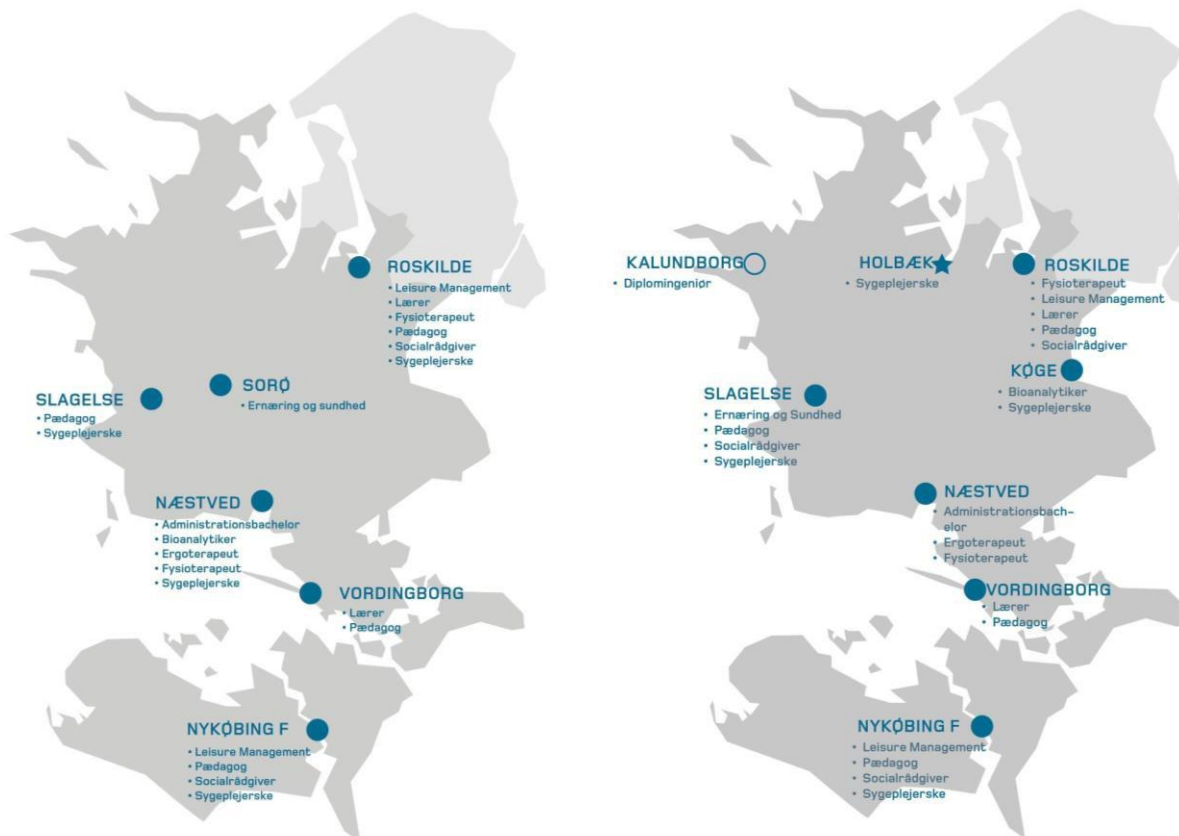 ROSKILDE
• Leisure Management
• Lærer
• Fysioterapeut
• Pædagog
• Socialrådgiver
• Sygeplejerske
SORØ
• Ernæring og sundhed
SLAGELSE
• Pædagog
• Sygeplejerske
NÆSTVED
• Administrationsbachelor
• Bioanalytiker
• Ergoterapeut
• Fysioterapeut
• Sygeplejerske
VORDINGBORG
• Lærer
• Pædagog
NYKØBING F
• Leisure Management
• Pædagog
• Socialrådgiver
• Sygeplejerske
KALUNDBORG
• Diplomingeniør
HOLBÆK
• Sygeplejerske
ROSKILDE
• Fysioterapeut
• Leisure Management
• Lærer
• Pædagog
• Socialrådgiver
KØGE
• Bioanalytiker
• Sygeplejerske
SLAGELSE
• Ernæring og Sundhed
• Pædagog
• Socialrådgiver
• Sygeplejerske
NÆSTVED
• Administrationsbach-
elor
• Ergoterapeut
• Fysioterapeut
VORDINGBORG
• Lærer
• Pædagog
NYKØBING F
• Leisure Management
• Pædagog
• Socialrådgiver
• Sygeplejerske